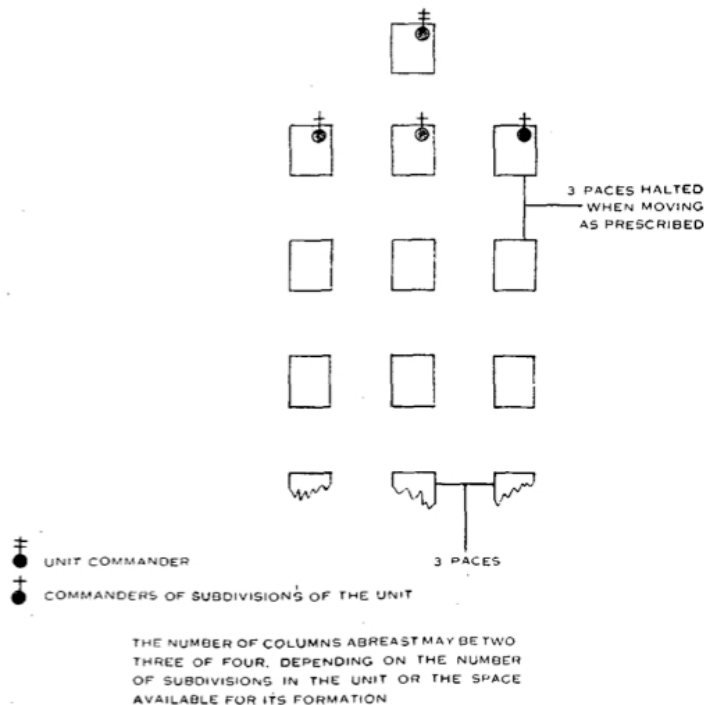 3 PACES HALTED
WHEN MOVING
AS PRESCRIBED
3 PACES
UNIT COMMANDER
COMMANDERS OF SUBDIVISIONS OF THE UNIT
THE NUMBER OF COLUMNS ABREAST MAY BE TWO
THREE OF FOUR, DEPENDING ON THE NUMBER
OF SUBDIVISIONS IN THE UNIT OR THE SPACE
AVAILABLE FOR ITS FORMATION